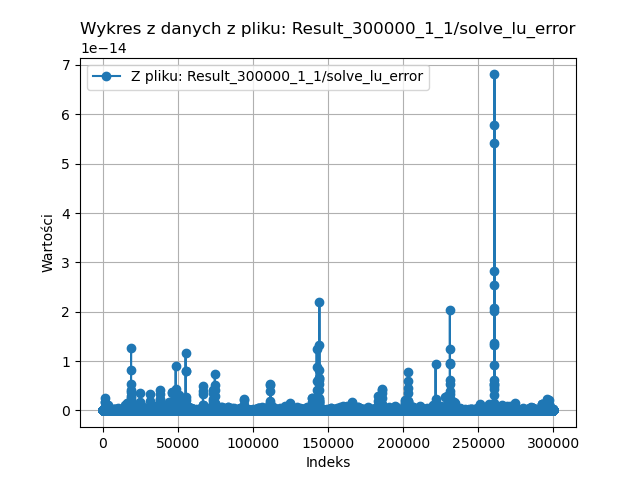 Wykres z danych z pliku: Result_300000_1_1/solve_lu_error
1e−14
Z pliku: Result_300000_1_1/solve_lu_error
7
6
5
4
3
2
1
0
Wartości
0 50000 100000 150000 200000 250000 300000
Indeks